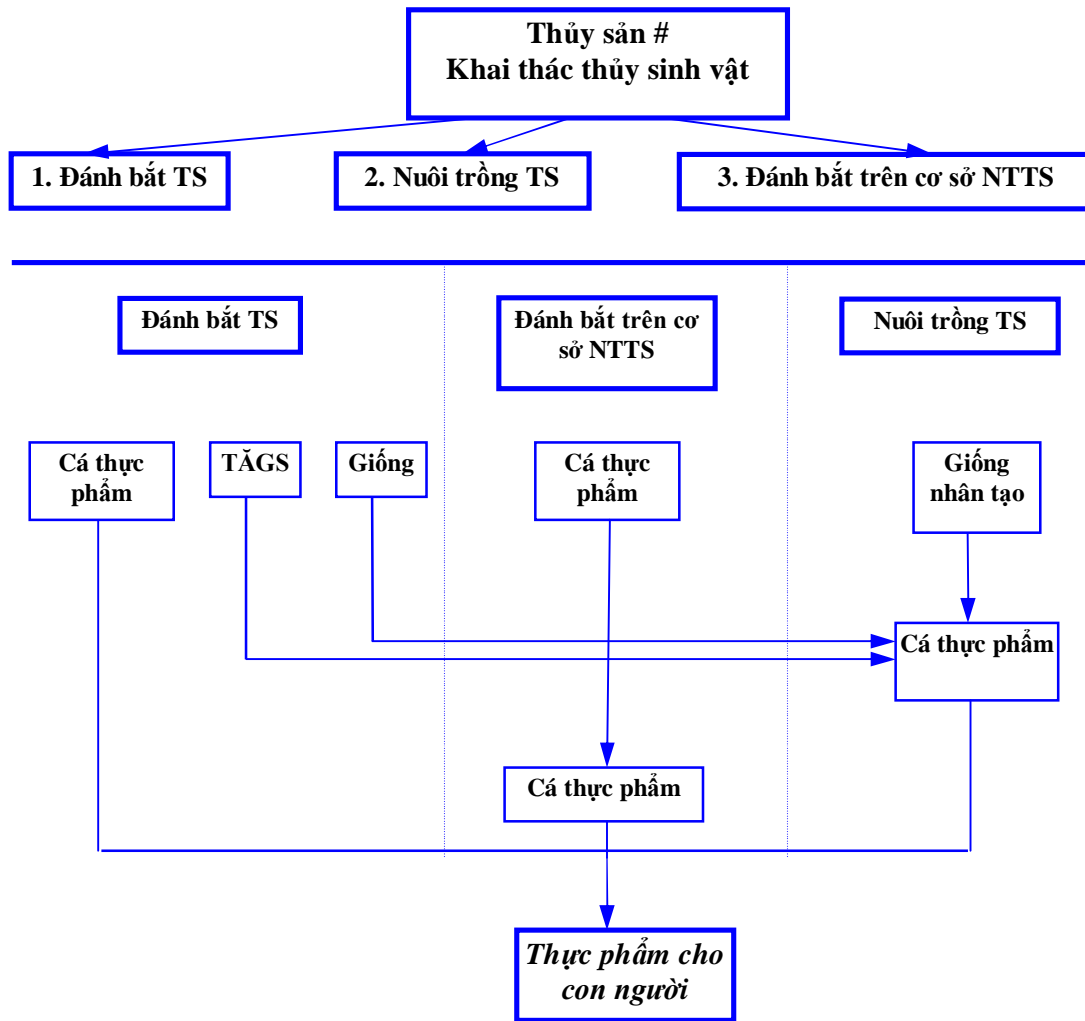 Thủy sản #
Khai thác thủy sinh vật
1. Đánh bắt TS
2. Nuôi trồng TS
3. Đánh bắt trên cơ sở NTTS
Đánh bắt TS
Đánh bắt trên cơ
sở NTTS
Nuôi trồng TS
Cá thực
phẩm
TĂGS
Giống
Cá thực
phẩm
Giống
nhân tạo
Cá thực phẩm
Cá thực phẩm
Thực phẩm cho
con người